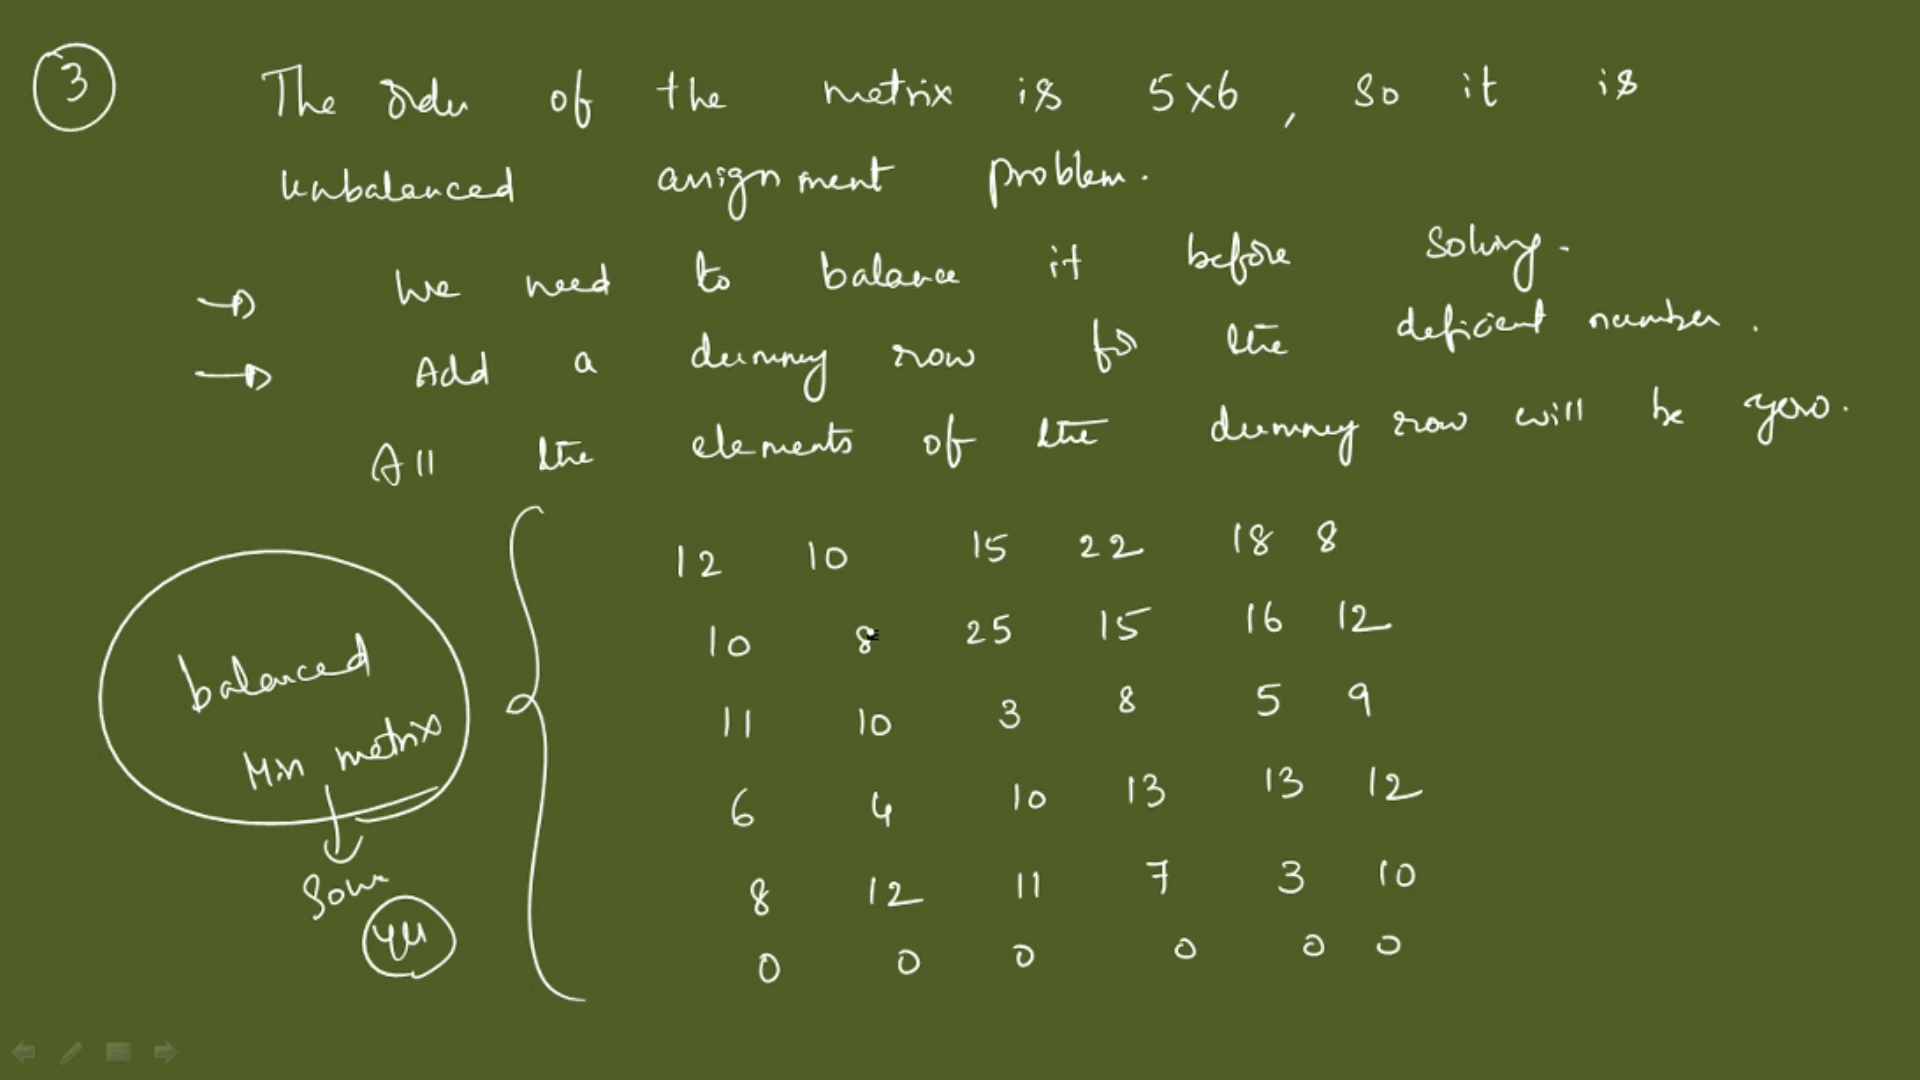 3
The order of the metrix is 5x6, so it is
unbalanced assignment problem.
→ We need to balance it before solving.
→ Add a dummy row for the deficient number.
All the elements of the dummy row will be zero.
12 10 15 22 18 8
10 8 25 15 16 12
11 10 3 8 5 9
6 4 10 13 13 12
8 12 11 7 3 10
0 0 0 0 0 0
balanced
Min metrix